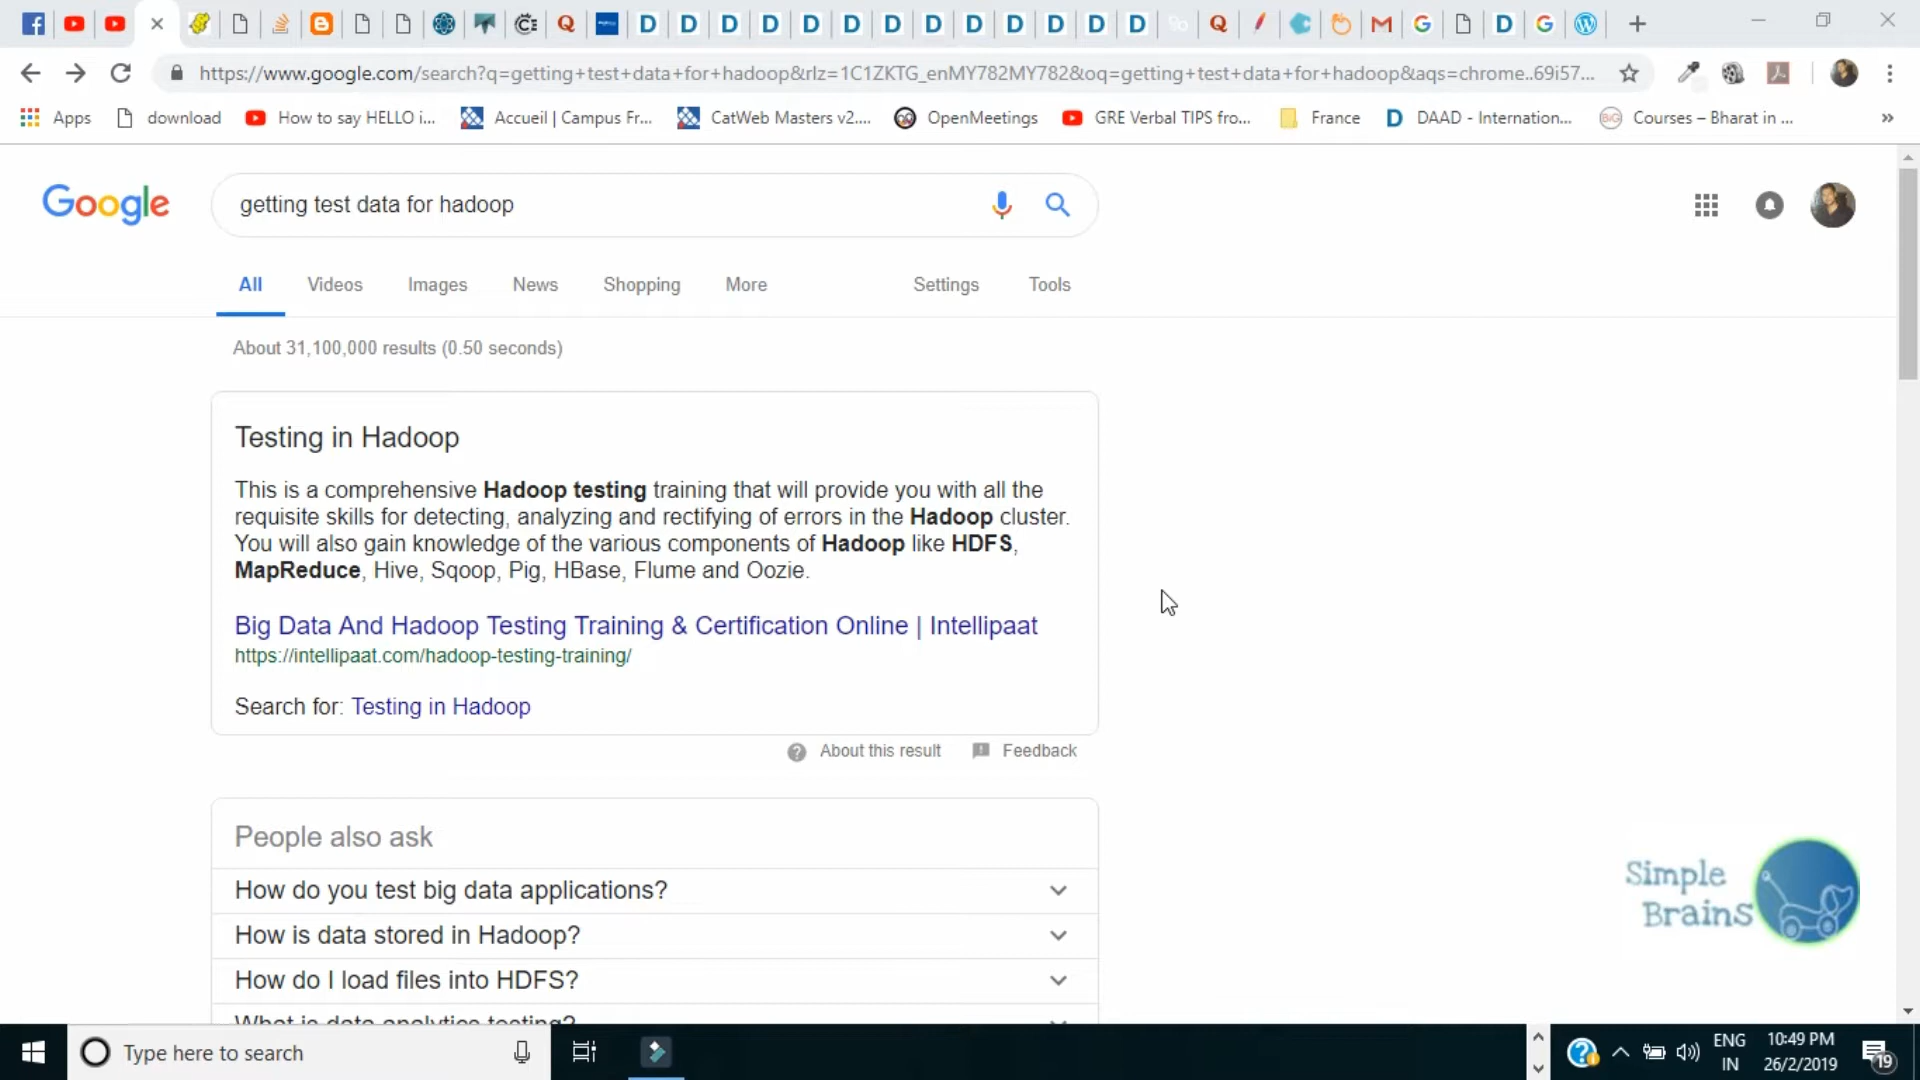 https://www.google.com/search?q=getting+test+data+for+hadoop&rlz=1C1ZKTG_enMY782MY782&oq=getting+test+data+for+hadoop&aqs=chrome..69i57...
Apps
download
How to say HELLO i...
Accueil | Campus Fr...
CatWeb Masters v2....
OpenMeetings
GRE Verbal TIPS fro...
France
DAAD - Internation...
Courses – Bharat in ...
Google
getting test data for hadoop
All
Videos
Images
News
Shopping
More
Settings
Tools
About 31,100,000 results (0.50 seconds)
Testing in Hadoop
This is a comprehensive Hadoop testing training that will provide you with all the
requisite skills for detecting, analyzing and rectifying of errors in the Hadoop cluster.
You will also gain knowledge of the various components of Hadoop like HDFS,
MapReduce, Hive, Sqoop, Pig, HBase, Flume and Oozie.
Big Data And Hadoop Testing Training & Certification Online | Intellipaat
https://intellipaat.com/hadoop-testing-training/
Search for: Testing in Hadoop
About this result
Feedback
People also ask
How do you test big data applications?
How is data stored in Hadoop?
How do I load files into HDFS?
What is data analytics testing?
Simple
Brains
Type here to search
ENG
IN
10:49 PM
26/2/2019
19